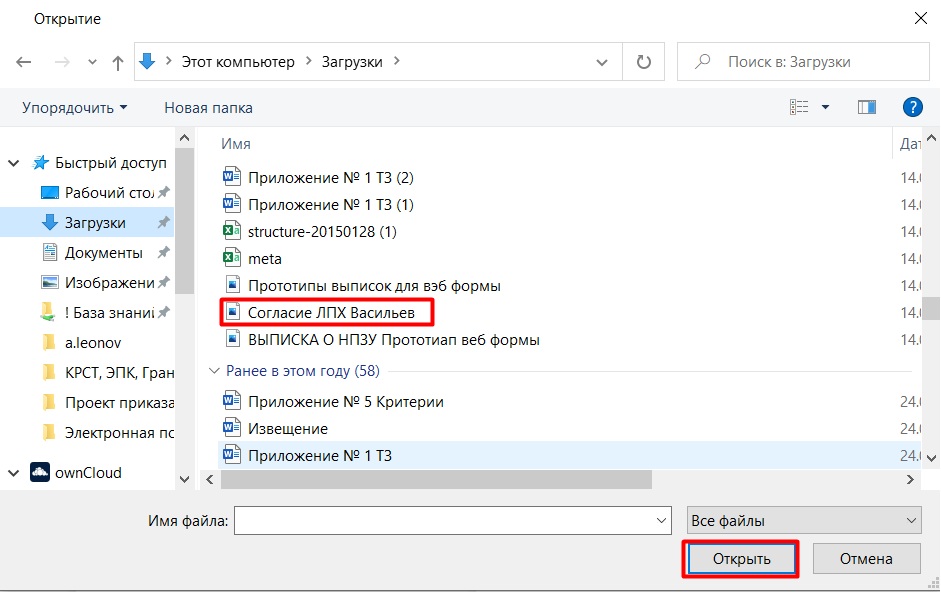 Открытие
Этот компьютер > Загрузки >
Поиск в: Загрузки
Упорядочить
Новая папка
?
Быстрый доступ
Рабочий стол
Загрузки
Документы
Изображени
! База знаний
a.leonov
КРСТ, ЭПК, Гран
Проект приказа
Электронная пс
ownCloud
Имя
Дат
Приложение № 1 ТЗ (2)
14.0
Приложение № 1 ТЗ (1)
14.0
structure-20150128 (1)
14.0
meta
14.0
Прототипы выписок для вэб формы
14.0
Согласие ЛПХ Васильев
14.0
ВЫПИСКА О НПЗУ Прототиап веб формы
14.0
Ранее в этом году (58)
Приложение № 5 Критерии
24.0
Извещение
24.0
Приложение № 1 ТЗ
24.0
Имя файла:
Все файлы
Открыть
Отмена